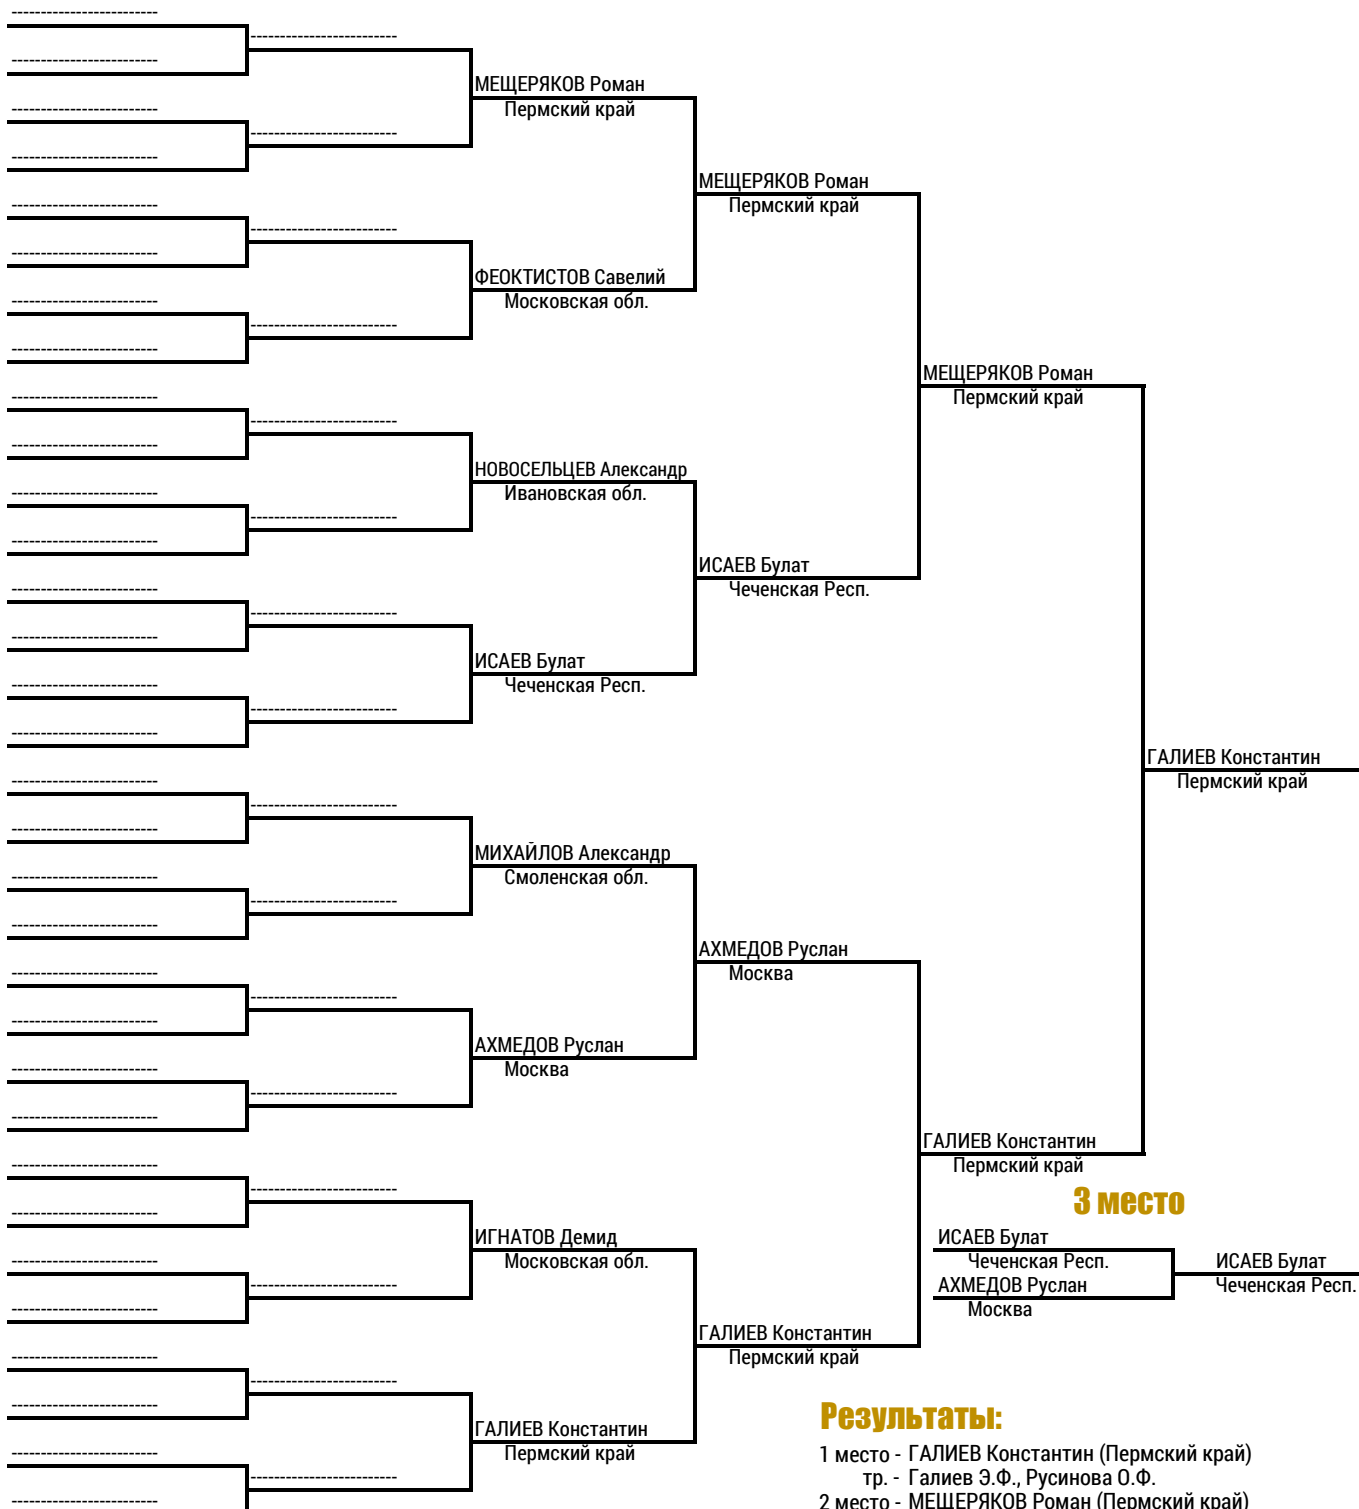 МЕЩЕРЯКОВ Роман
Пермский край
ФЕОКТИСТОВ Савелий
Московская обл.
НОВОСЕЛЬЦЕВ Александр
Ивановская обл.
ИСАЕВ Булат
Чеченская Респ.
МИХАЙЛОВ Александр
Смоленская обл.
АХМЕДОВ Руслан
Москва
ИГНАТОВ Демид
Московская обл.
ГАЛИЕВ Константин
Пермский край
МЕЩЕРЯКОВ Роман
Пермский край
ИСАЕВ Булат
Чеченская Респ.
АХМЕДОВ Руслан
Москва
ГАЛИЕВ Константин
Пермский край
МЕЩЕРЯКОВ Роман
Пермский край
ГАЛИЕВ Константин
Пермский край
ГАЛИЕВ Константин
Пермский край
3 место
ИСАЕВ Булат
Чеченская Респ.
АХМЕДОВ Руслан
Москва
ИСАЕВ Булат
Чеченская Респ.
Результаты:
1 место - ГАЛИЕВ Константин (Пермский край)
тр. - Галиев Э.Ф., Русинова О.Ф.
2 место - МЕЩЕРЯКОВ Роман (Пермский край)